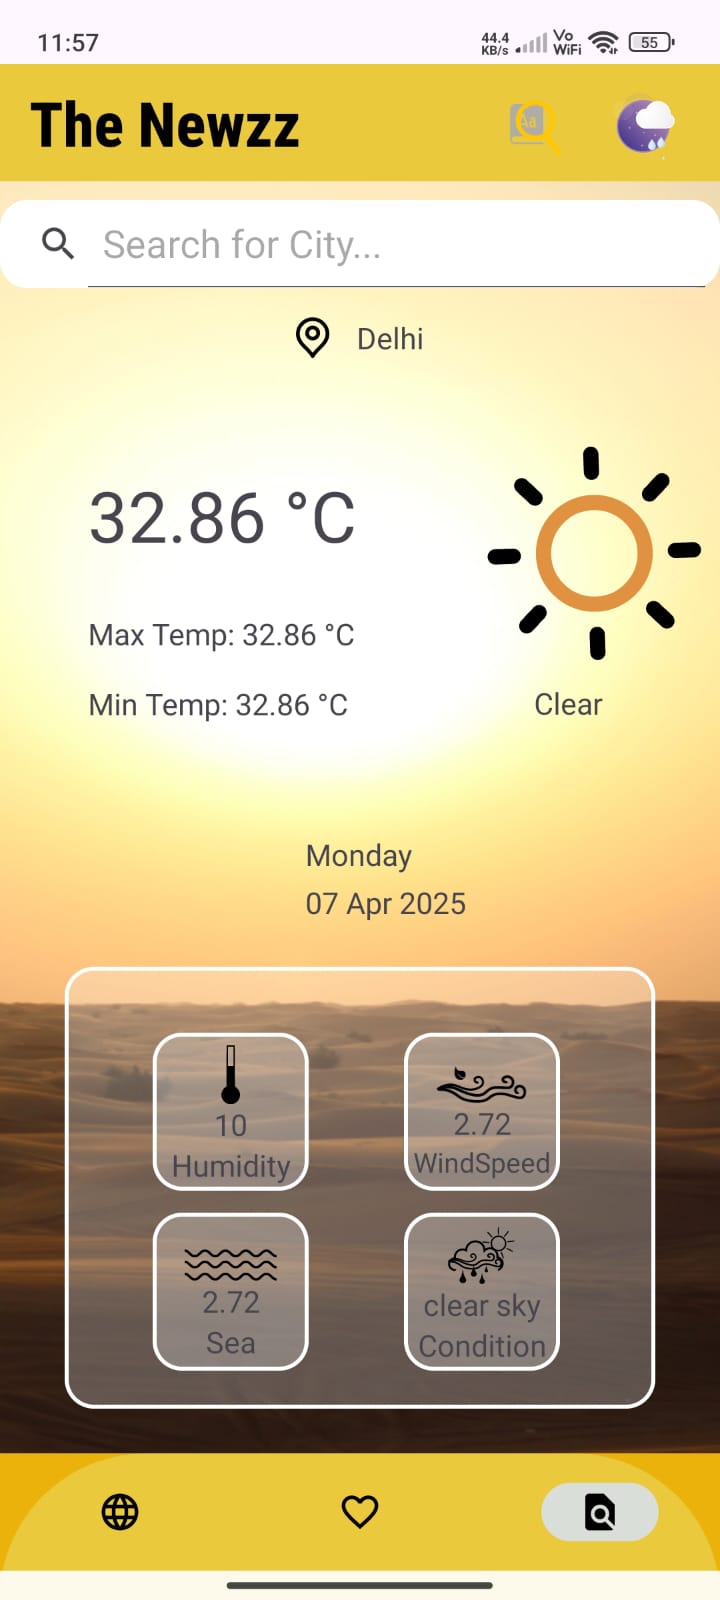 11:57
44.4 KB/s
Vo WiFi
55
The Newzz
Aa
Search for City...
Delhi
32.86 °C
Max Temp: 32.86 °C
Min Temp: 32.86 °C
Clear
Monday
07 Apr 2025
10
Humidity
2.72
WindSpeed
2.72
Sea
clear sky
Condition